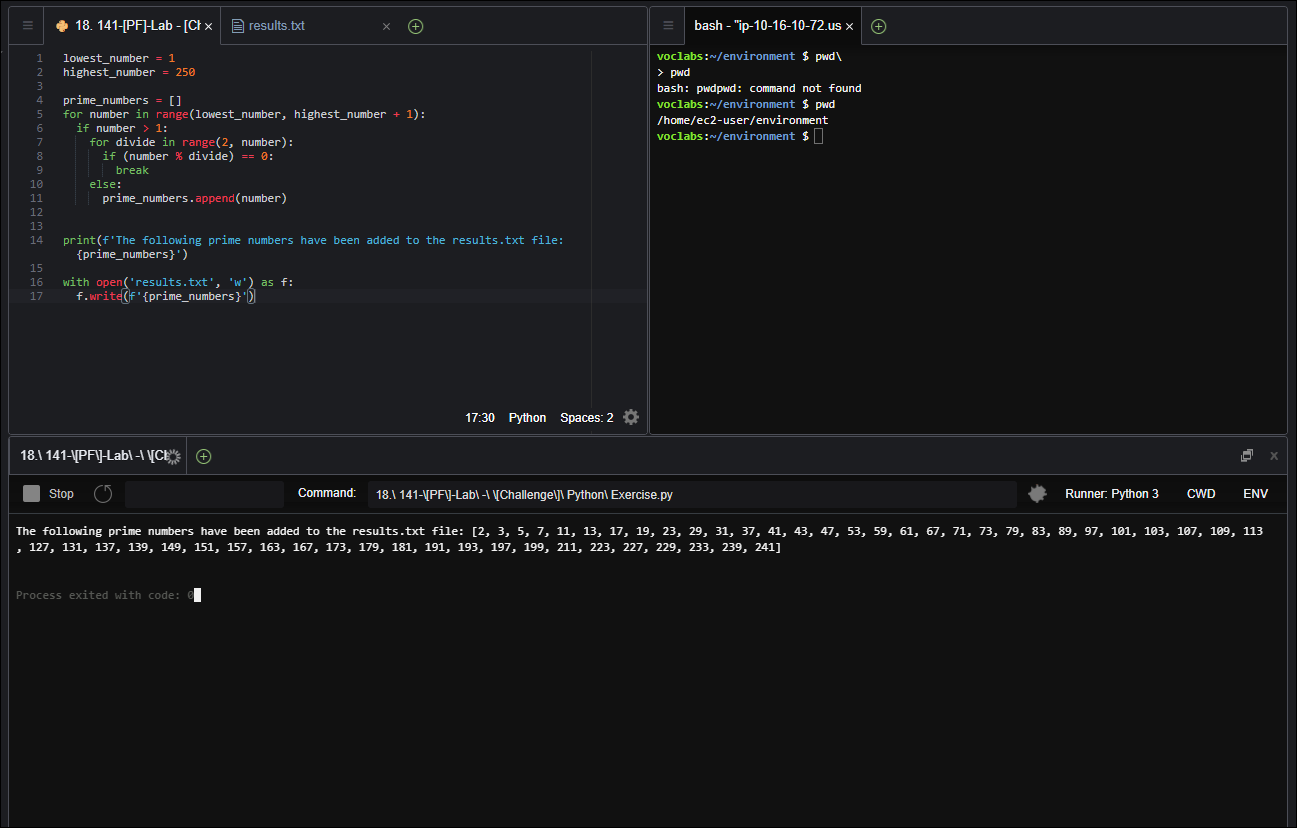 18. 141-[PF]-Lab - [Ch
results.txt
1 lowest_number = 1
2 highest_number = 250
3
4 prime_numbers = []
5 for number in range(lowest_number, highest_number + 1):
6 if number > 1:
7 for divide in range(2, number):
8 if (number % divide) == 0:
9 break
10 else:
11 prime_numbers.append(number)
12
13
14 print(f'The following prime numbers have been added to the results.txt file:
{prime_numbers}')
15
16 with open('results.txt', 'w') as f:
17 f.write(f'{prime_numbers}')
17:30 Python Spaces: 2
bash - "ip-10-16-10-72.us
voclabs:~/environment $ pwd\
> pwd
bash: pwdpwd: command not found
voclabs:~/environment $ pwd
/home/ec2-user/environment
voclabs:~/environment $
18.\ 141-\[PF\]-Lab\ -\ \[Ch
Stop
Command: 18.\ 141-\[PF\]-Lab\ -\ \[Challenge\]\ Python\ Exercise.py
Runner: Python 3 CWD ENV
The following prime numbers have been added to the results.txt file: [2, 3, 5, 7, 11, 13, 17, 19, 23, 29, 31, 37, 41, 43, 47, 53, 59, 61, 67, 71, 73, 79, 83, 89, 97, 101, 103, 107, 109, 113
, 127, 131, 137, 139, 149, 151, 157, 163, 167, 173, 179, 181, 191, 193, 197, 199, 211, 223, 227, 229, 233, 239, 241]
Process exited with code: 0